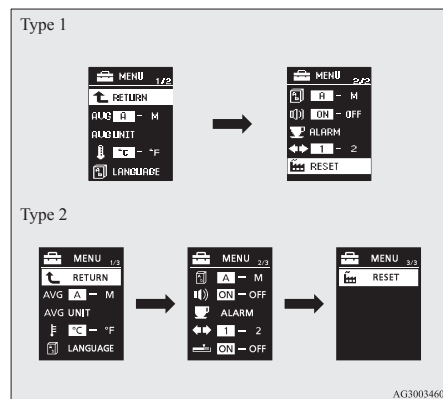 Type 1
MENU 1/2
RETURN
AVG A - M
AVG UNIT
°C - °F
LANGUAGE
MENU 2/2
A - M
ON - OFF
ALARM
1 - 2
RESET
Type 2
MENU 1/3
RETURN
AVG A - M
AVG UNIT
°C - °F
LANGUAGE
MENU 2/3
A - M
ON - OFF
ALARM
1 - 2
ON - OFF
MENU 3/3
RESET
AG3003460